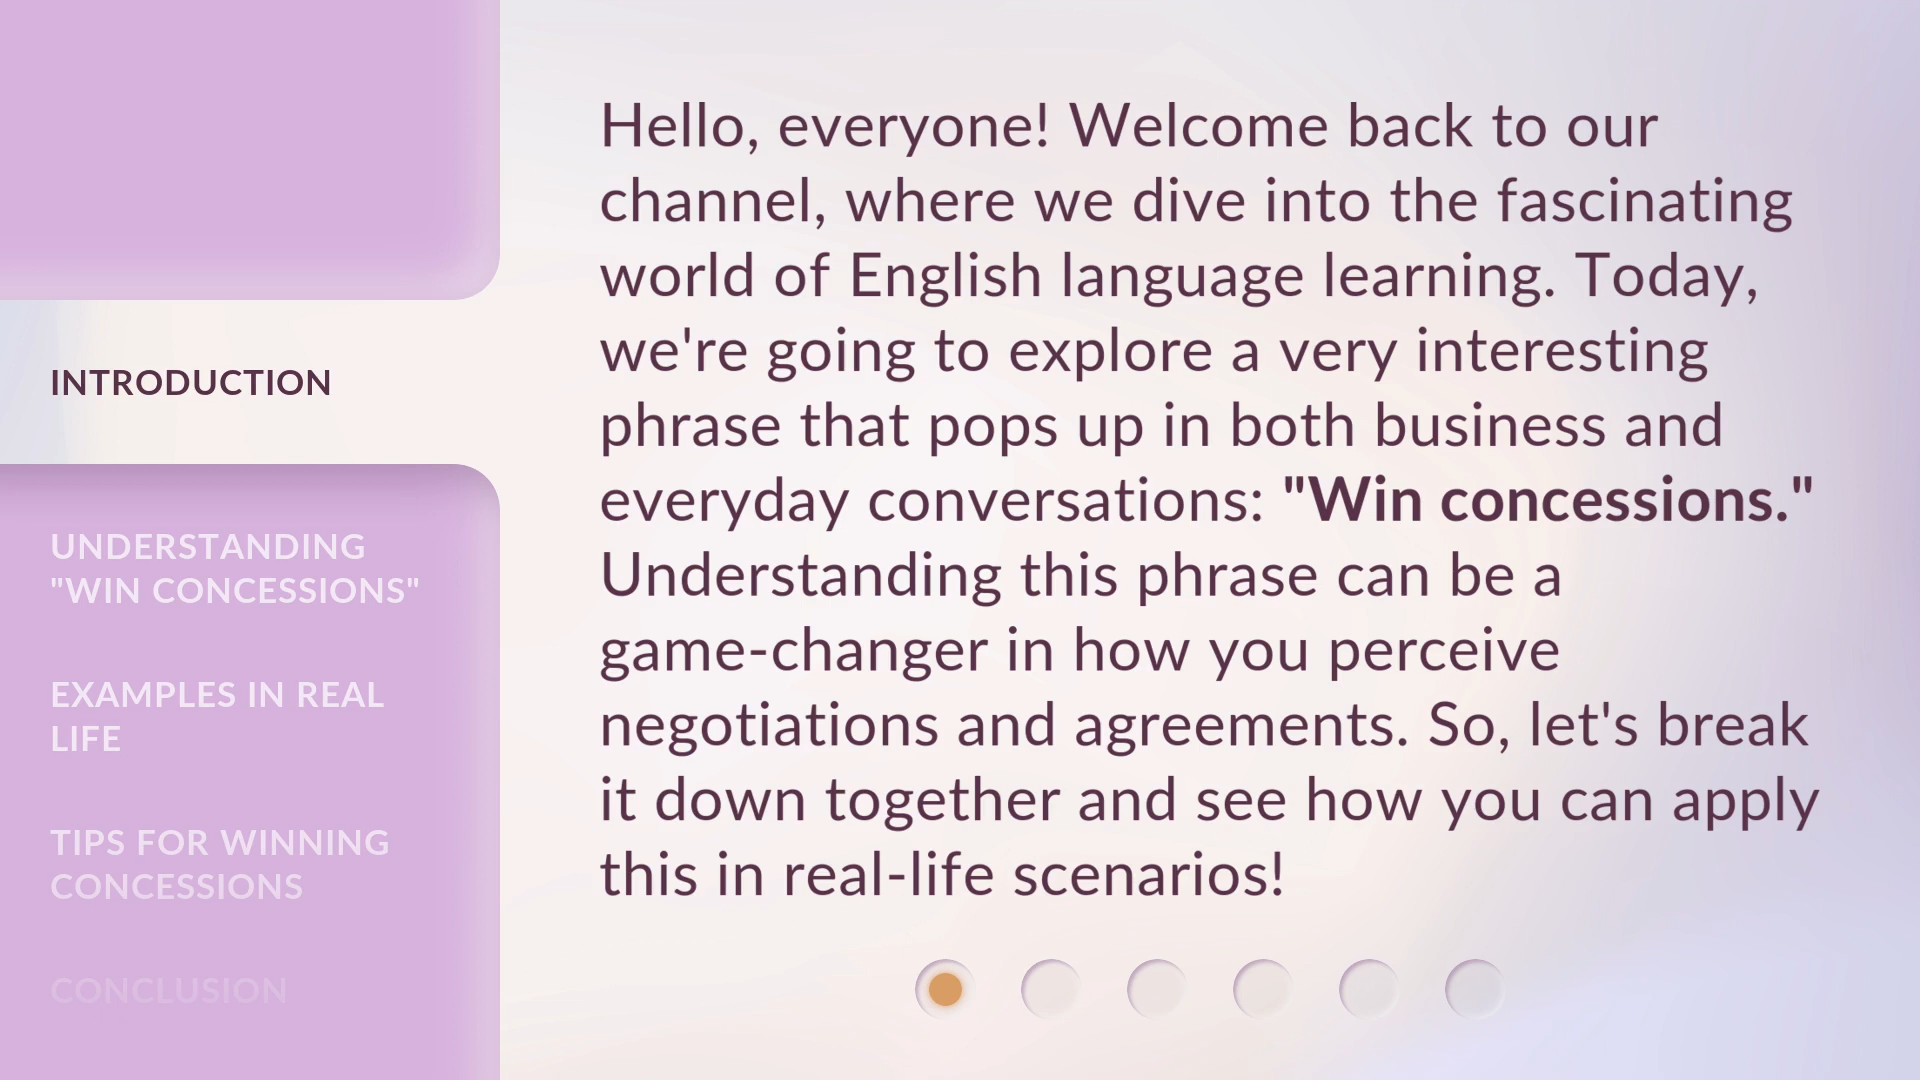 INTRODUCTION
UNDERSTANDING
"WIN CONCESSIONS"
EXAMPLES IN REAL
LIFE
TIPS FOR WINNING
CONCESSIONS
CONCLUSION
Hello, everyone! Welcome back to our
channel, where we dive into the fascinating
world of English language learning. Today,
we're going to explore a very interesting
phrase that pops up in both business and
everyday conversations: "Win concessions."
Understanding this phrase can be a
game-changer in how you perceive
negotiations and agreements. So, let's break
it down together and see how you can apply
this in real-life scenarios!